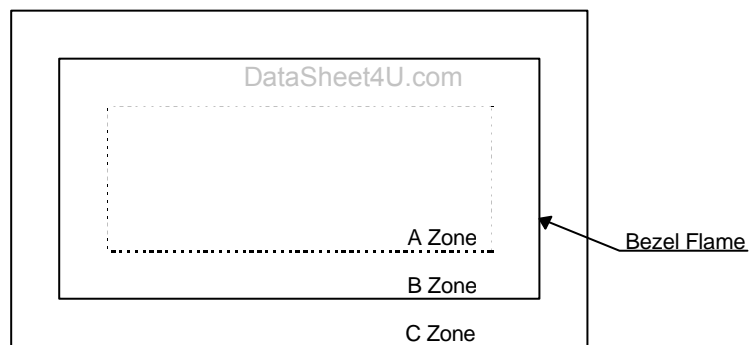 DataSheet4U.com
A Zone
Bezel Flame
B Zone
C Zone